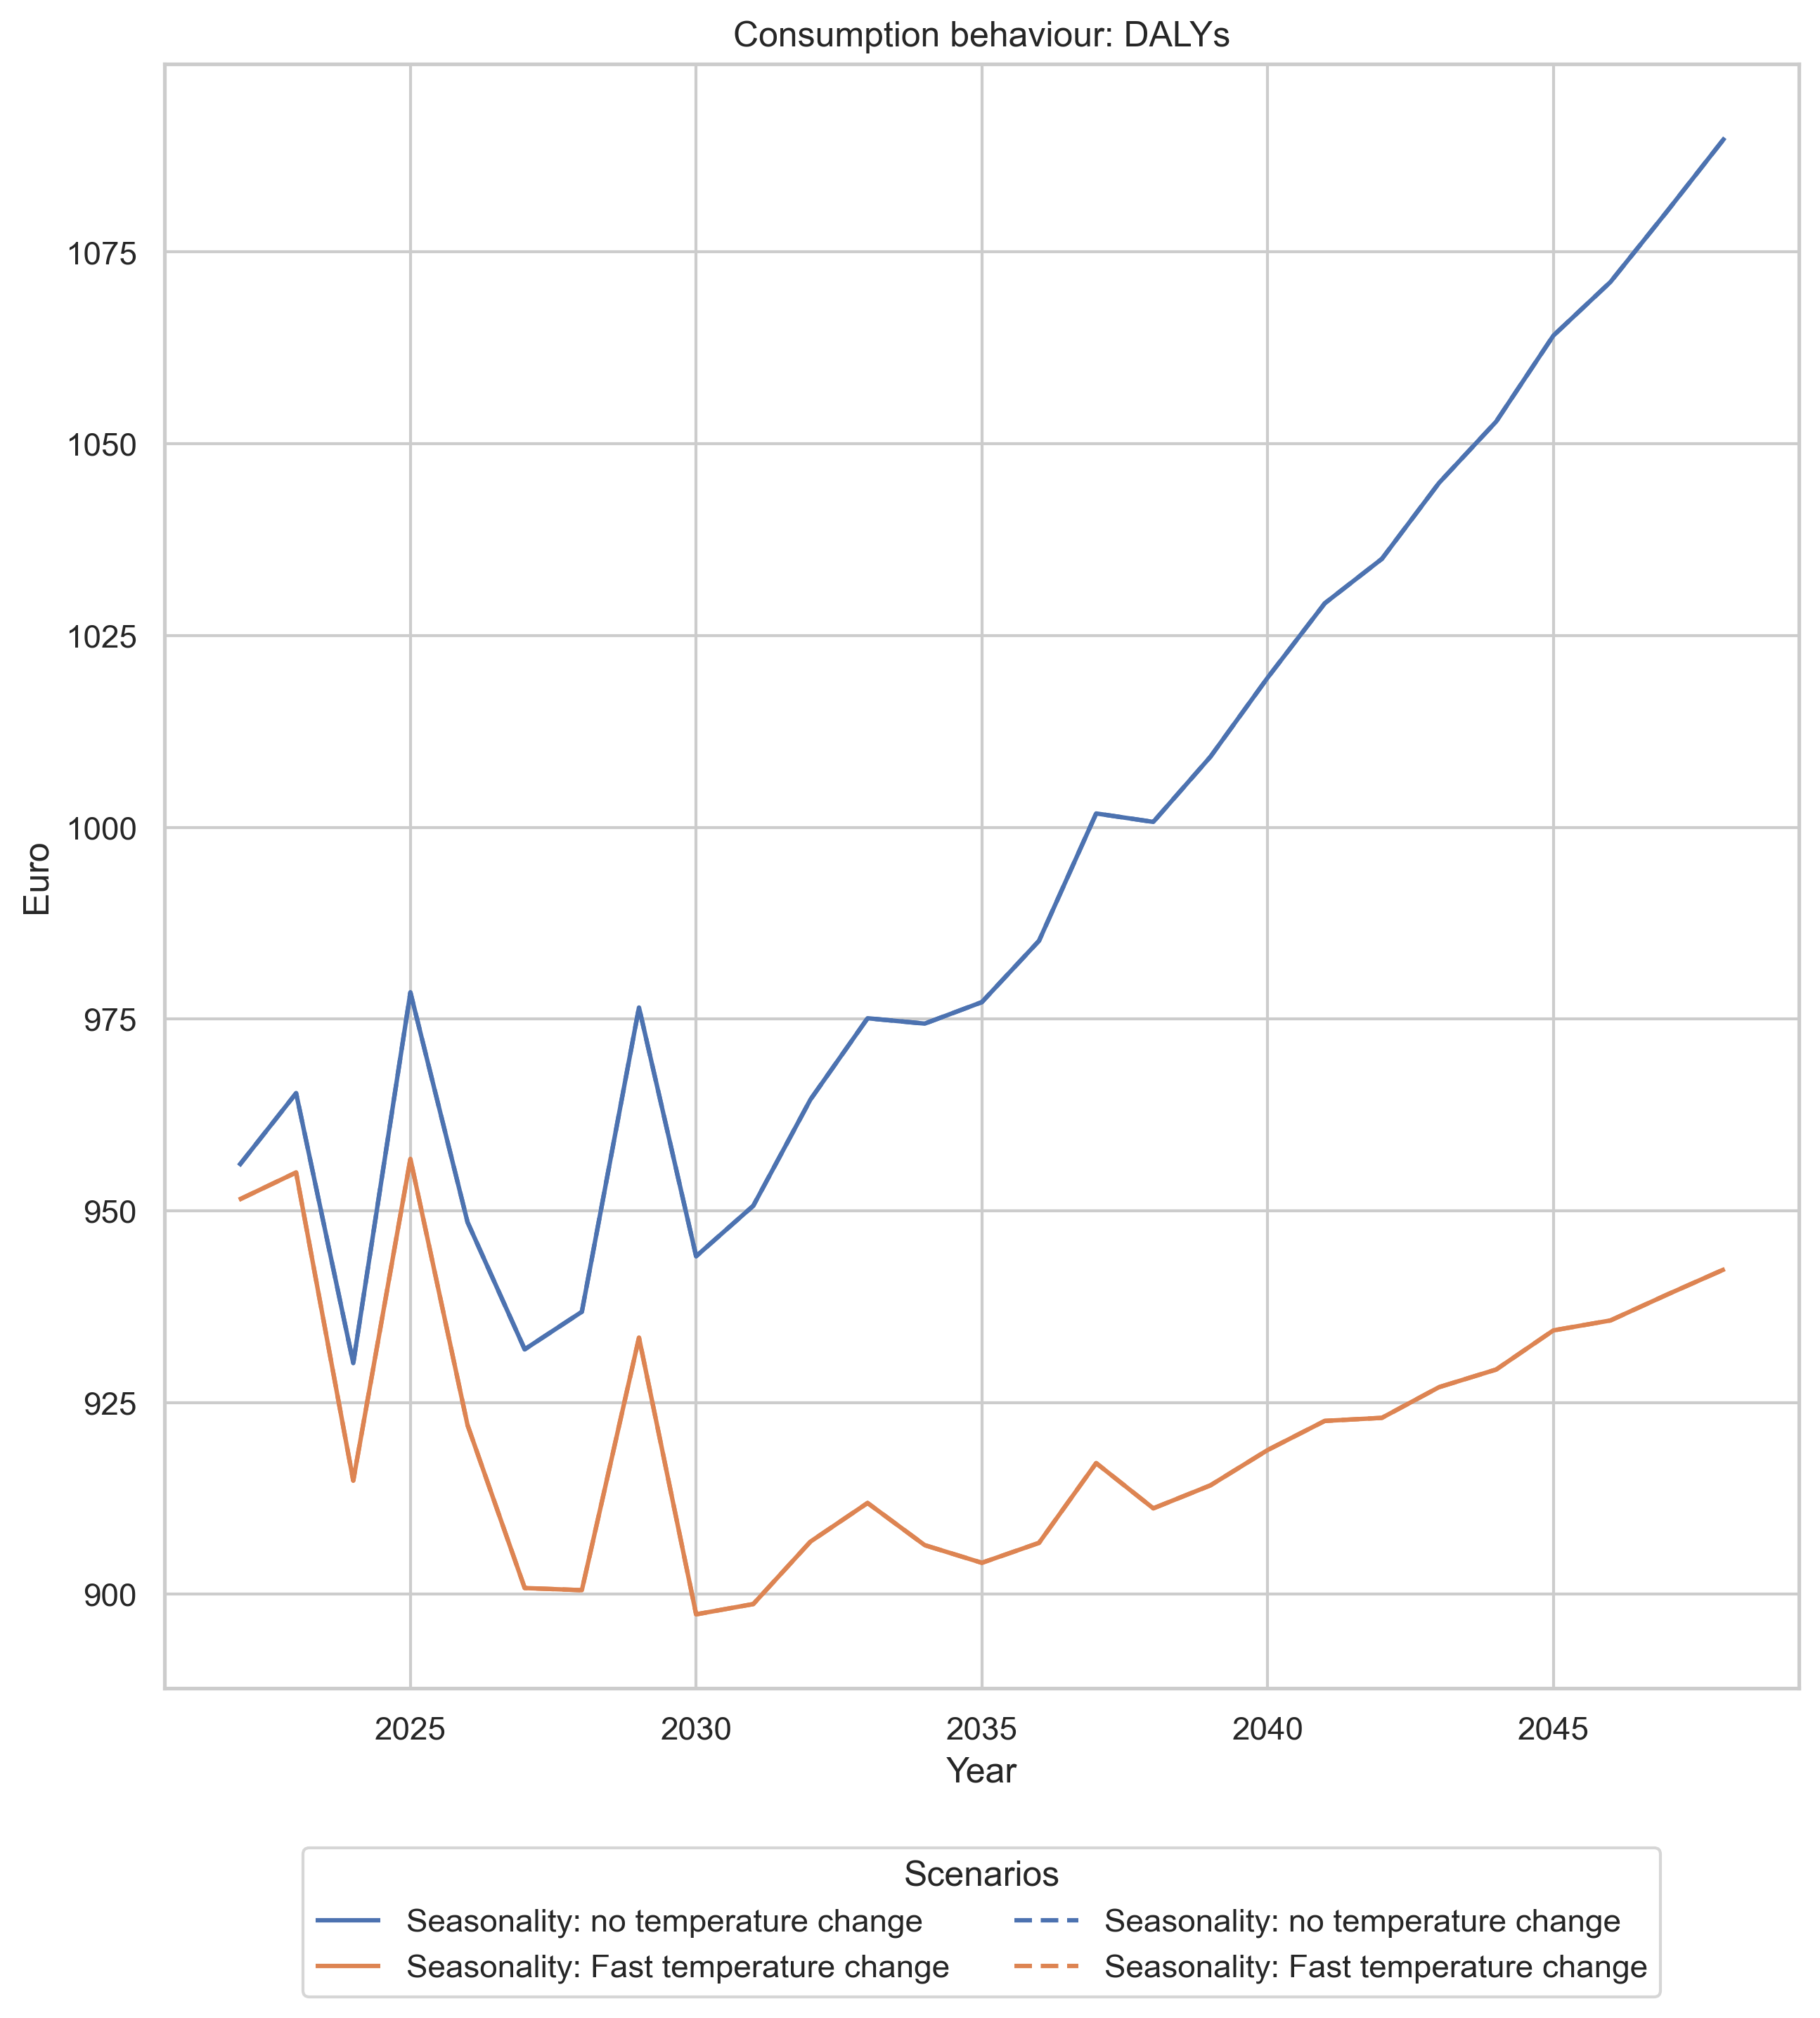 Consumption behaviour: DALYs
1075
1050
1025
1000
975
950
925
900
Euro
2025 2030 2035 2040 2045
Year
Scenarios
Seasonality: no temperature change Seasonality: no temperature change
Seasonality: Fast temperature change Seasonality: Fast temperature change